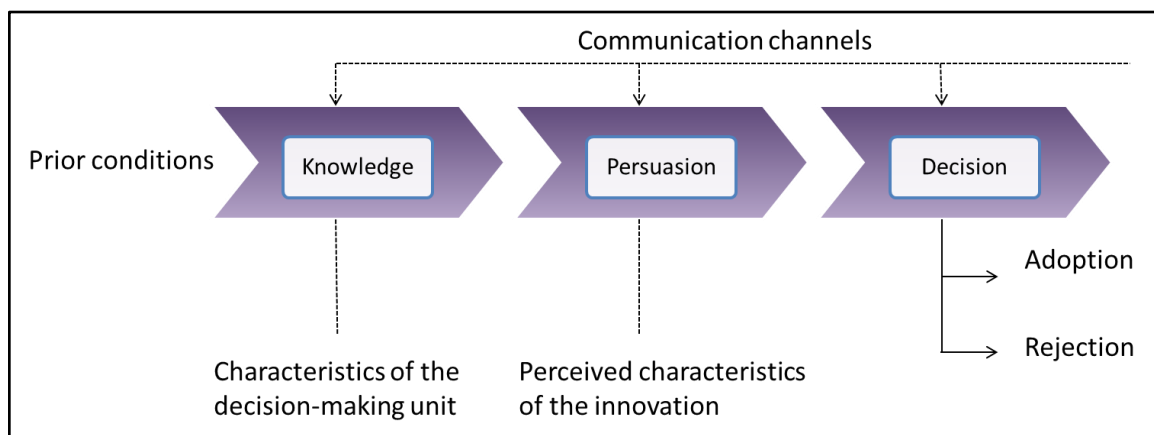 Communication channels
Prior conditions
Knowledge
Persuasion
Decision
Adoption
Rejection
Characteristics of the
decision-making unit
Perceived characteristics
of the innovation